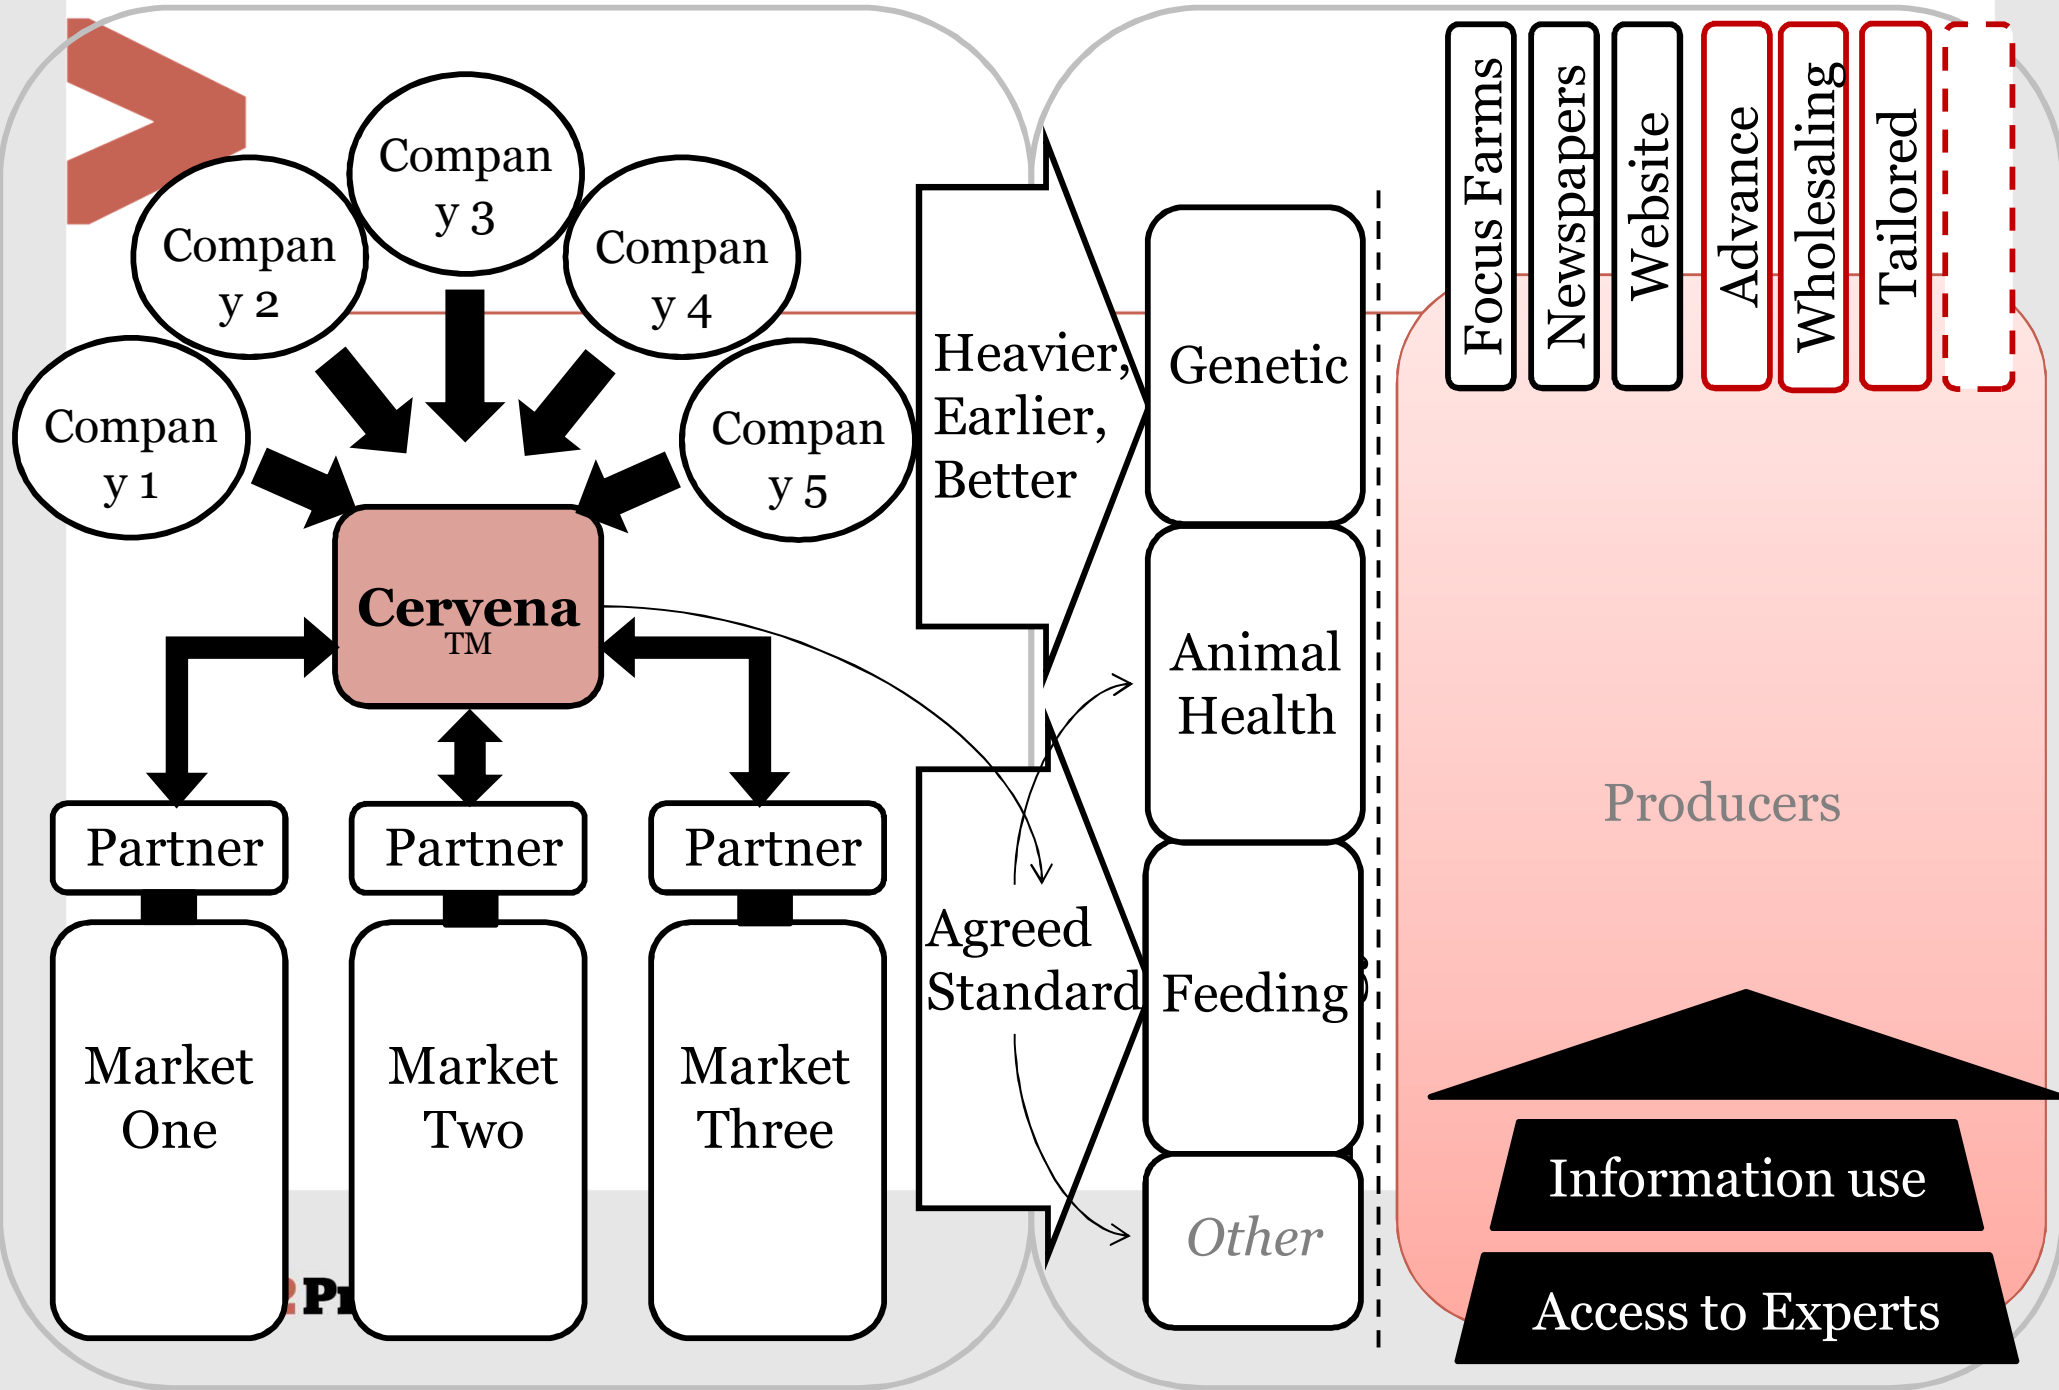 Compan
y 1
Compan
y 2
Compan
y 3
Compan
y 4
Compan
y 5
Cervena
TM
Partner
Partner
Partner
Market
One
Market
Two
Market
Three
Heavier,
Earlier,
Better
Agreed
Standard
Genetic
Animal
Health
Feeding
Other
Focus Farms
Newspapers
Website
Advance
Wholesaling
Tailored
Producers
Information use
Access to Experts